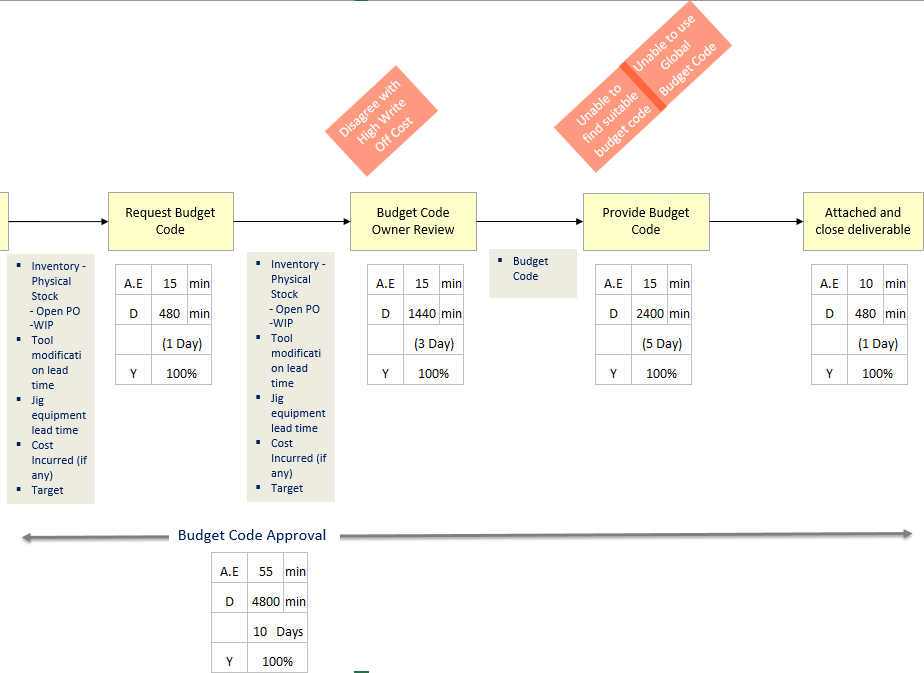 Disagree with
High Write
Off Cost
Unable to
find suitable
budget code
Unable to use
Global
Budget Code
Request Budget
Code
Budget Code
Owner Review
Provide Budget
Code
Attached and
close deliverable
▪ Inventory -
Physical
Stock
- Open PO
-WIP
▪ Tool
modificati
on lead
time
▪ Jig
equipment
lead time
▪ Cost
Incurred (if
any)
▪ Target
A.E 15 min
D 480 min
(1 Day)
Y 100%
▪ Inventory -
Physical
Stock
- Open PO
-WIP
▪ Tool
modificati
on lead
time
▪ Jig
equipment
lead time
▪ Cost
Incurred (if
any)
▪ Target
A.E 15 min
D 1440 min
(3 Day)
Y 100%
▪ Budget
Code
A.E 15 min
D 2400 min
(5 Day)
Y 100%
A.E 10 min
D 480 min
(1 Day)
Y 100%
Budget Code Approval
A.E 55 min
D 4800 min
10 Days
Y 100%